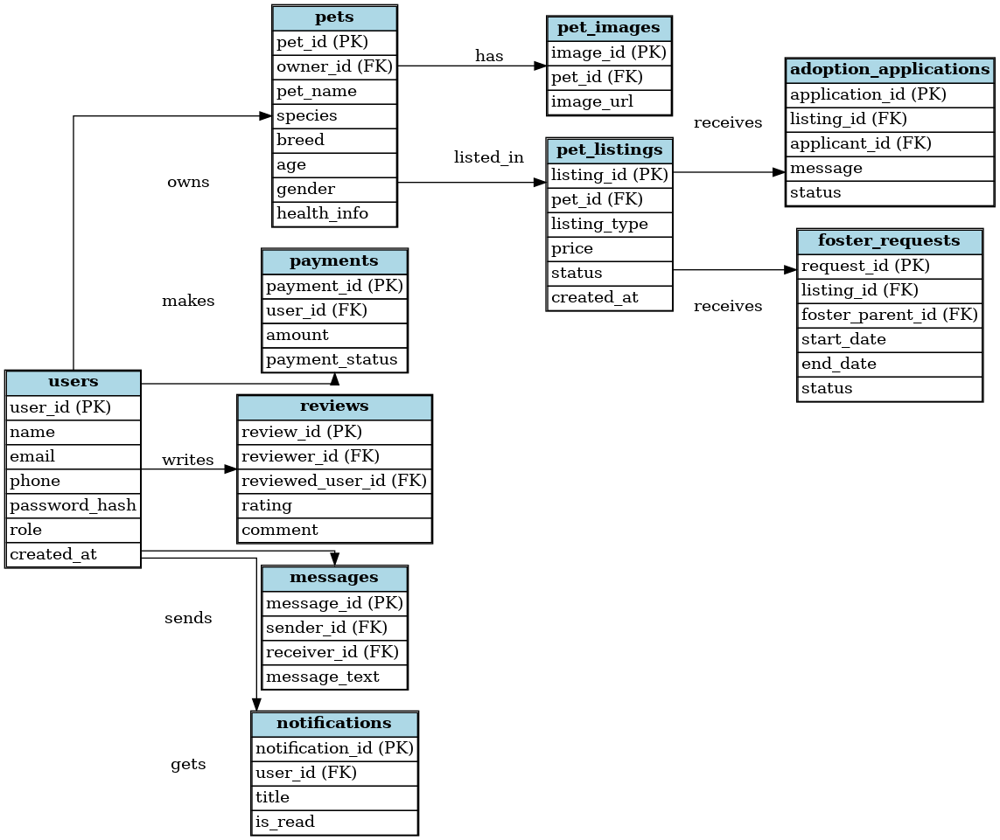 pets
pet_id (PK)
owner_id (FK)
pet_name
species
breed
age
gender
health_info
has
pet_images
image_id (PK)
pet_id (FK)
image_url
listed_in
pet_listings
listing_id (PK)
pet_id (FK)
listing_type
price
status
created_at
receives
adoption_applications
application_id (PK)
listing_id (FK)
applicant_id (FK)
message
status
receives
foster_requests
request_id (PK)
listing_id (FK)
foster_parent_id (FK)
start_date
end_date
status
owns
makes
payments
payment_id (PK)
user_id (FK)
amount
payment_status
users
user_id (PK)
name
email
phone
password_hash
role
created_at
writes
reviews
review_id (PK)
reviewer_id (FK)
reviewed_user_id (FK)
rating
comment
sends
messages
message_id (PK)
sender_id (FK)
receiver_id (FK)
message_text
gets
notifications
notification_id (PK)
user_id (FK)
title
is_read